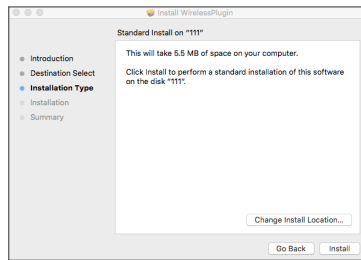 Install WirelessPlugin
Standard Install on "111"
Introduction
Destination Select
Installation Type
Installation
Summary
This will take 5.5 MB of space on your computer.
Click Install to perform a standard installation of this software
on the disk "111".
Change Install Location...
Go Back
Install